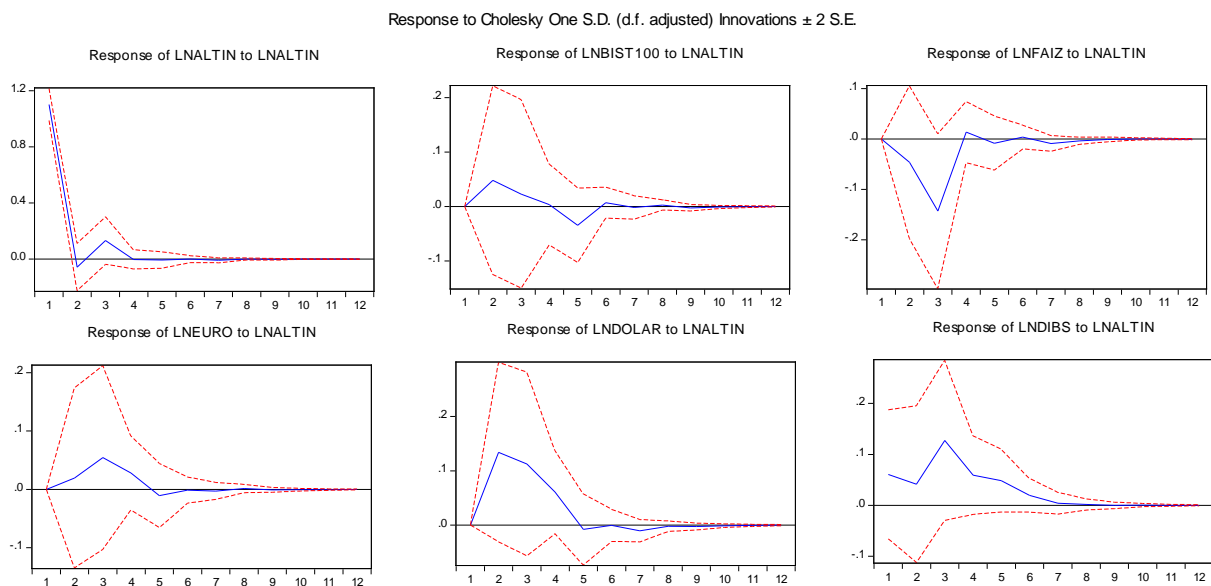 Response to Cholesky One S.D. (d.f. adjusted) Innovations ± 2 S.E.
Response of LNALTIN to LNALTIN
1.2
0.8
0.4
0.0
1 2 3 4 5 6 7 8 9 10 11 12
Response of LNBIST100 to LNALTIN
.2
.1
.0
-.1
1 2 3 4 5 6 7 8 9 10 11 12
Response of LNFAIZ to LNALTIN
.1
.0
-.1
-.2
1 2 3 4 5 6 7 8 9 10 11 12
Response of LNEURO to LNALTIN
.2
.1
.0
-.1
1 2 3 4 5 6 7 8 9 10 11 12
Response of LNDOLAR to LNALTIN
.2
.1
.0
1 2 3 4 5 6 7 8 9 10 11 12
Response of LNDIBS to LNALTIN
.2
.1
.0
-.1
1 2 3 4 5 6 7 8 9 10 11 12